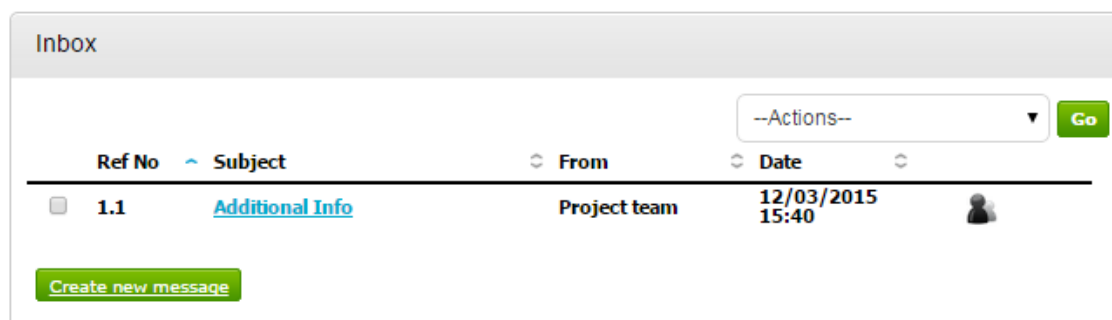 Inbox
--Actions-- Go
Ref No Subject From Date
1.1 Additional Info Project team 12/03/2015
15:40
Create new message